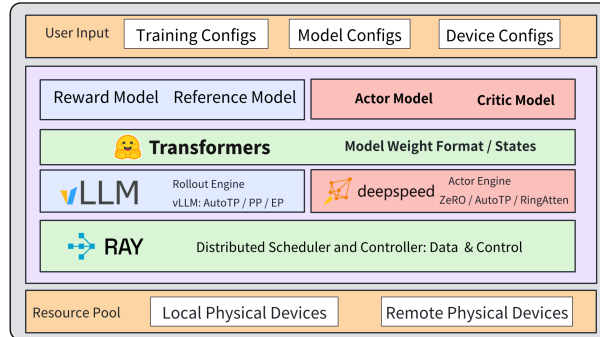 User Input Training Configs Model Configs Device Configs
Reward Model Reference Model Actor Model Critic Model
Transformers Model Weight Format / States
vLLM Rollout Engine
vLLM: AutoTP / PP / EP
deepspeed Actor Engine
ZeRO / AutoTP / RingAtten
RAY Distributed Scheduler and Controller: Data & Control
Resource Pool Local Physical Devices Remote Physical Devices